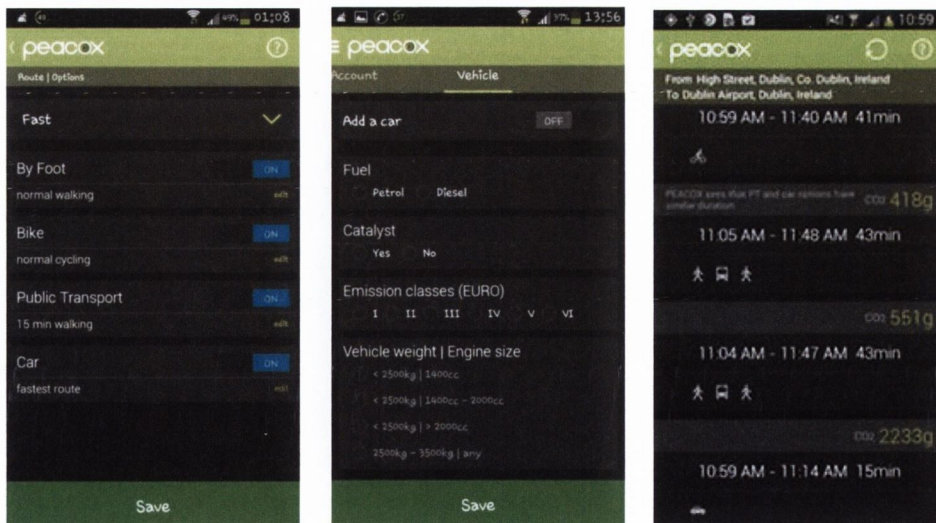 49% 01:08
peacox
Route | Options
Fast
By Foot ON
normal walking edit
Bike ON
normal cycling edit
Public Transport ON
15 min walking edit
Car ON
fastest route edit
Save
37% 13:56
peacox
Account Vehicle
Add a car OFF
Fuel
Petrol Diesel
Catalyst
Yes No
Emission classes (EURO)
I II III IV V VI
Vehicle weight | Engine size
< 2500kg | 1400cc
< 2500kg | 1400cc - 2000cc
< 2500kg | > 2000cc
2500kg - 3500kg | any
Save
10:59
peacox
From High Street, Dublin, Co. Dublin, Ireland
To Dublin Airport, Dublin, Ireland
10:59 AM - 11:40 AM 41min
PEACOX sees that PT and car options have
similar duration
CO2 418g
11:05 AM - 11:48 AM 43min
CO2 551g
11:04 AM - 11:47 AM 43min
CO2 2233g
10:59 AM - 11:14 AM 15min